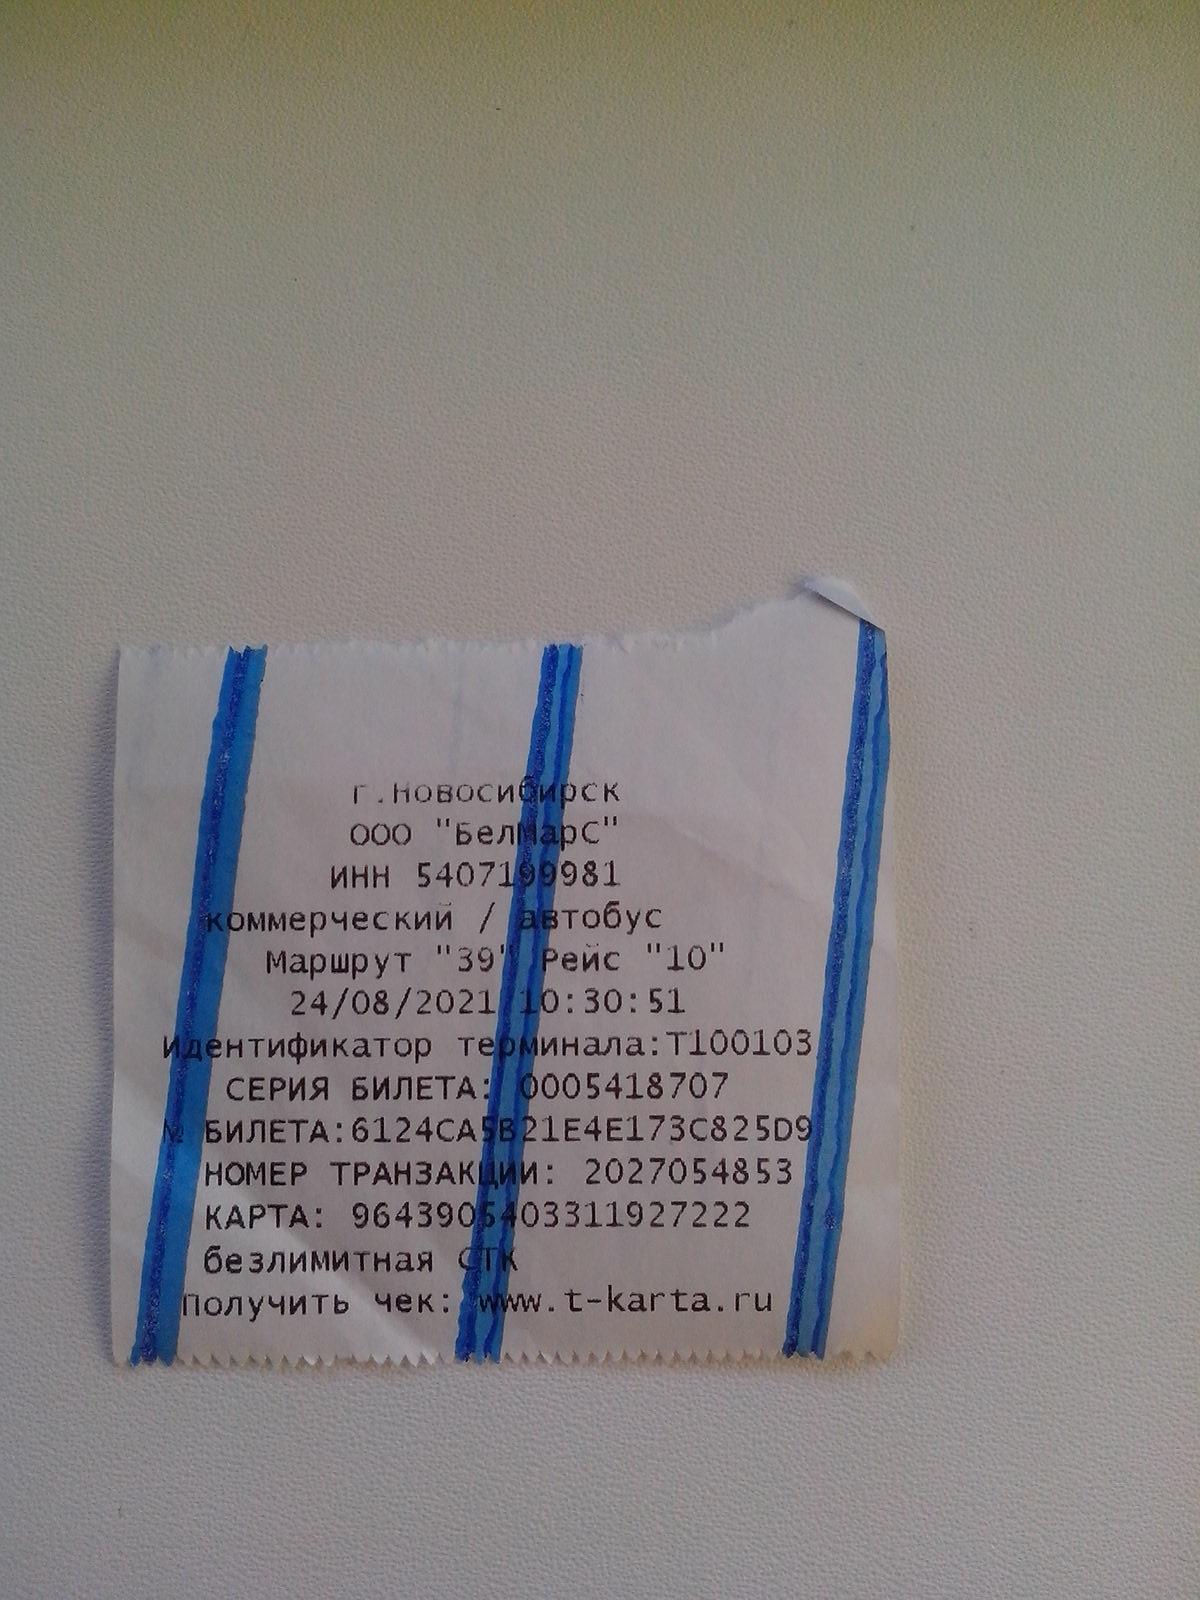 г.Новосибирск
ООО "БелМарС"
ИНН 5407199981
коммерческий / автобус
Маршрут "39" Рейс "10"
24/08/2021 10:30:51
Идентификатор терминала:T100103
СЕРИЯ БИЛЕТА: 0005418707
№ БИЛЕТА:6124CA5B21E4E173C825D9
НОМЕР ТРАНЗАКЦИИ: 2027054853
КАРТА: 9643905403311927222
безлимитная СТК
Получить чек: www.t-karta.ru